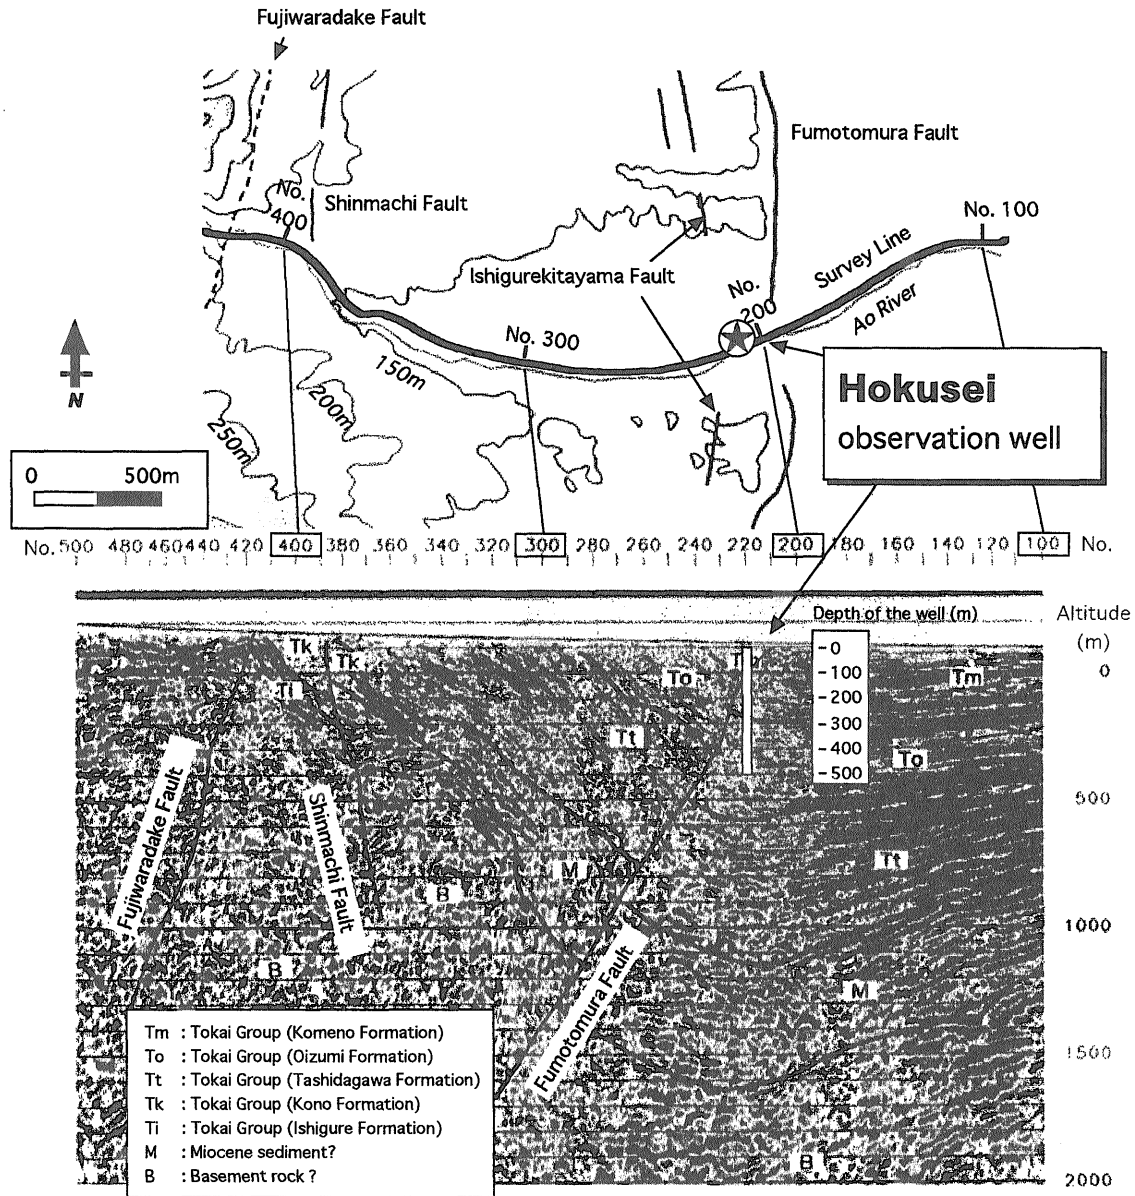 Fujiwaradake Fault
Fumotomura Fault
No.
400
Shinmachi Fault
No. 100
Survey Line
Ishigurekitayama Fault
No.
200
Ao River
No. 300
150m
200m
250m
N
Hokusei
observation well
0 500m
No. 500 480 460 440 420 400 380 360 340 320 300 280 260 240 220 200 180 160 140 120 100 No.
Depth of the well (m)
Altitude
(m)
Tk
Tk
Ti
To
Tt
Tm
To
Tt
M
B
B
M
B
-0
-100
-200
-300
-400
-500
0
500
1000
1500
2000
Fujiwaradake Fault
Shinmachi Fault
Fumotomura Fault
Tm : Tokai Group (Komeno Formation)
To : Tokai Group (Oizumi Formation)
Tt : Tokai Group (Tashidagawa Formation)
Tk : Tokai Group (Kono Formation)
Ti : Tokai Group (Ishigure Formation)
M : Miocene sediment?
B : Basement rock ?